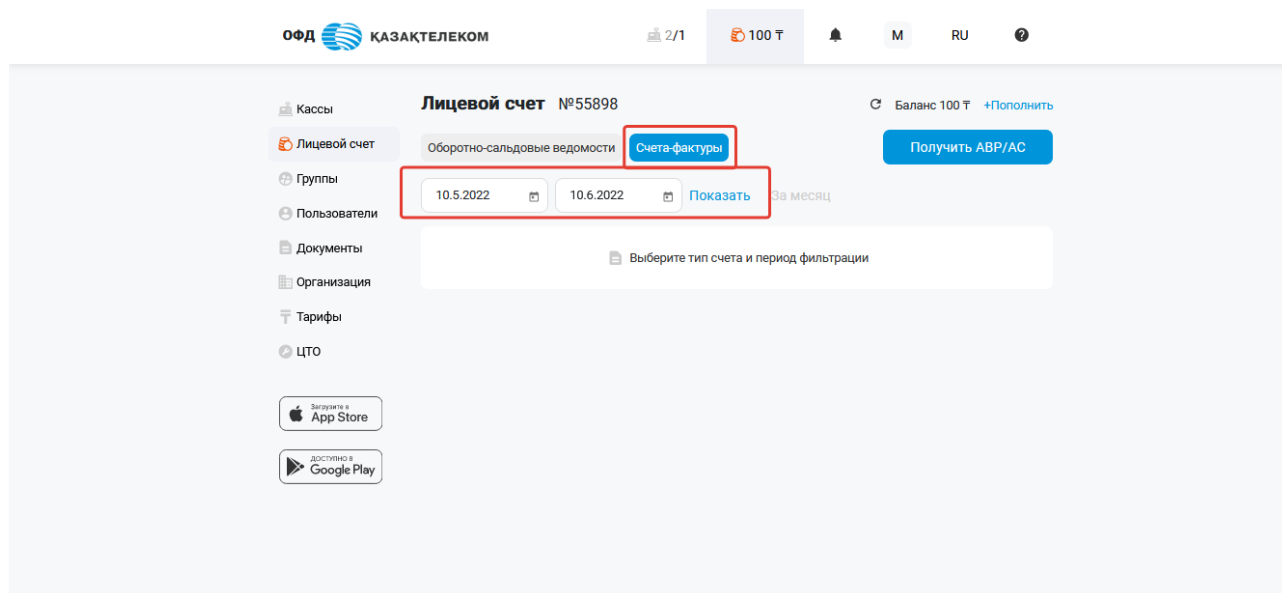 ОФД ҚАЗАҚТЕЛЕКОМ 2/1 100 ₸ M RU ?
Кассы
Лицевой счет
Группы
Пользователи
Документы
Организация
Тарифы
ЦТО
Загрузите в
App Store
ДОСТУПНО В
Google Play
Лицевой счет №55898
Баланс 100 ₸ +Пополнить
Оборотно-сальдовые ведомости Счета-фактуры
Получить АВР/АС
10.5.2022 10.6.2022 Показать За месяц
Выберите тип счета и период фильтрации